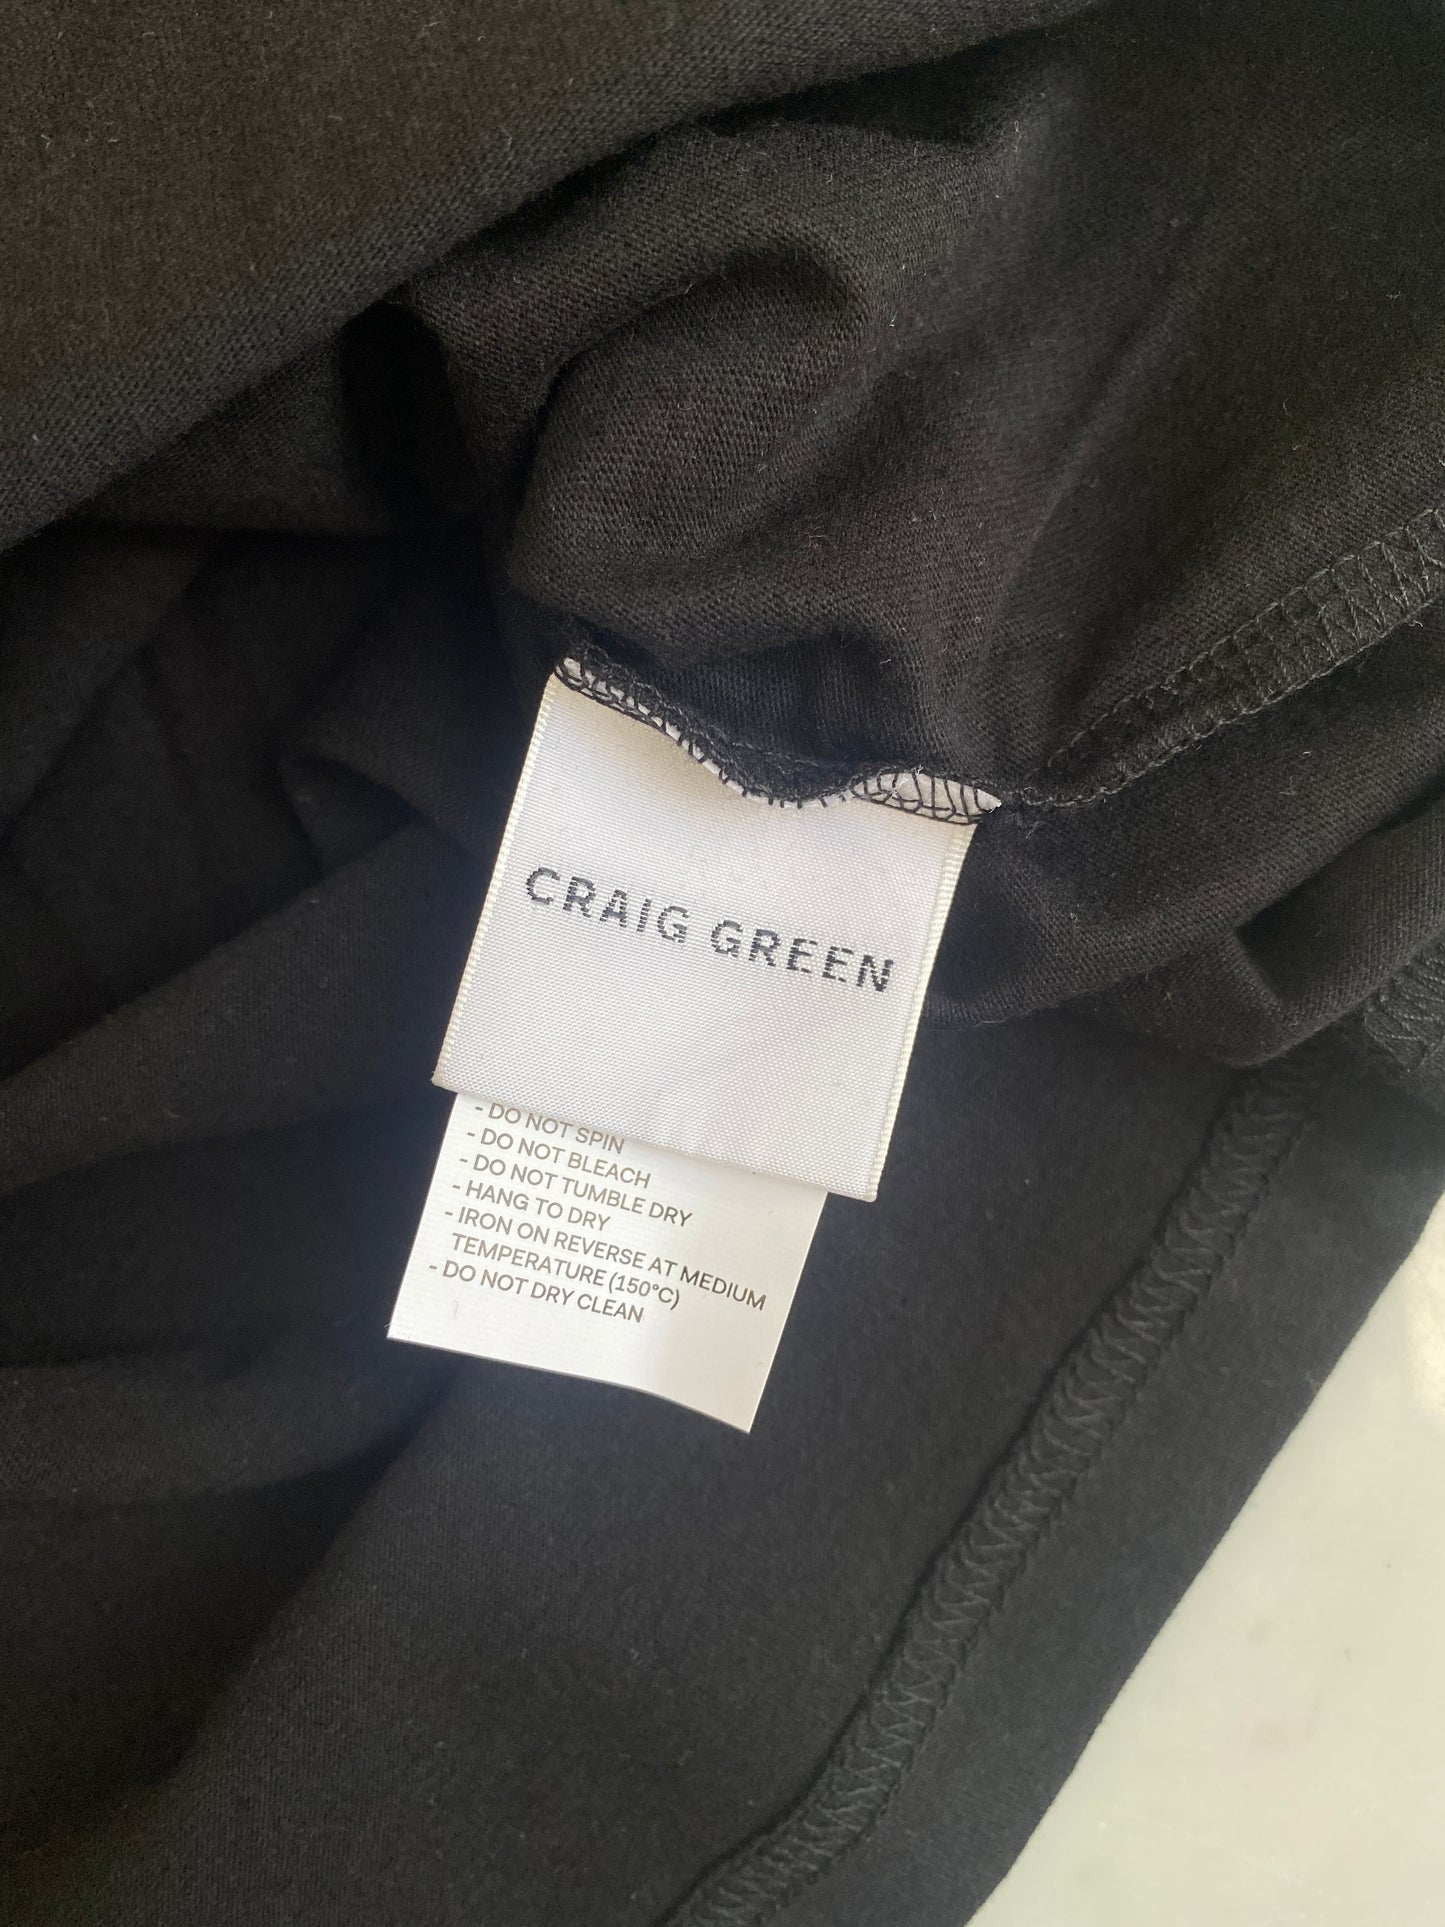 CRAIG GREEN
- DO NOT SPIN
- DO NOT BLEACH
- DO NOT TUMBLE DRY
- HANG TO DRY
- IRON ON REVERSE AT MEDIUM
TEMPERATURE (150°C)
- DO NOT DRY CLEAN